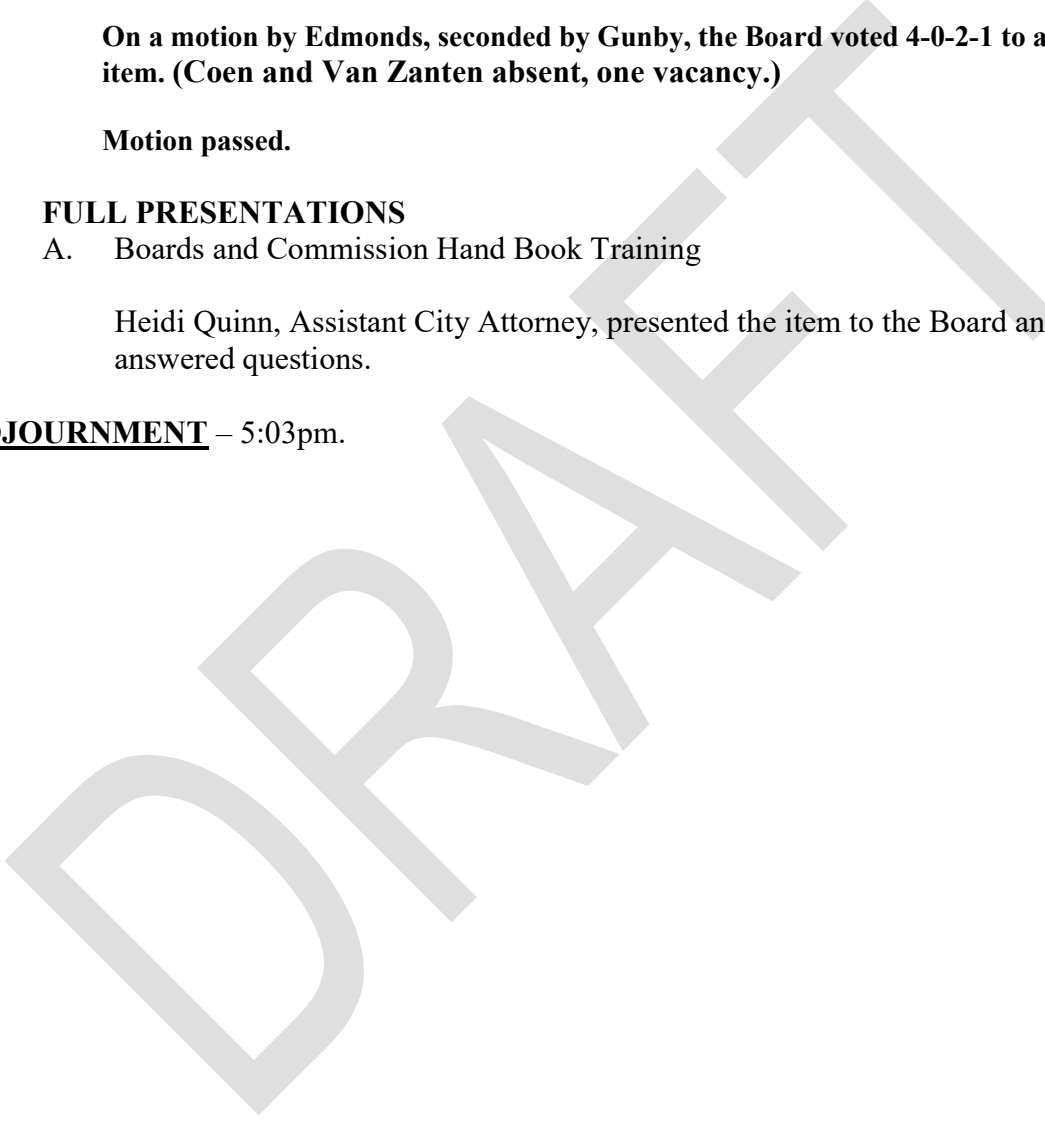 On a motion by Edmonds, seconded by Gunby, the Board voted 4-0-2-1 to a
item. (Coen and Van Zanten absent, one vacancy.)
Motion passed.
FULL PRESENTATIONS
A. Boards and Commission Hand Book Training
Heidi Quinn, Assistant City Attorney, presented the item to the Board an
answered questions.
JOURNMENT – 5:03pm.
DRAFT